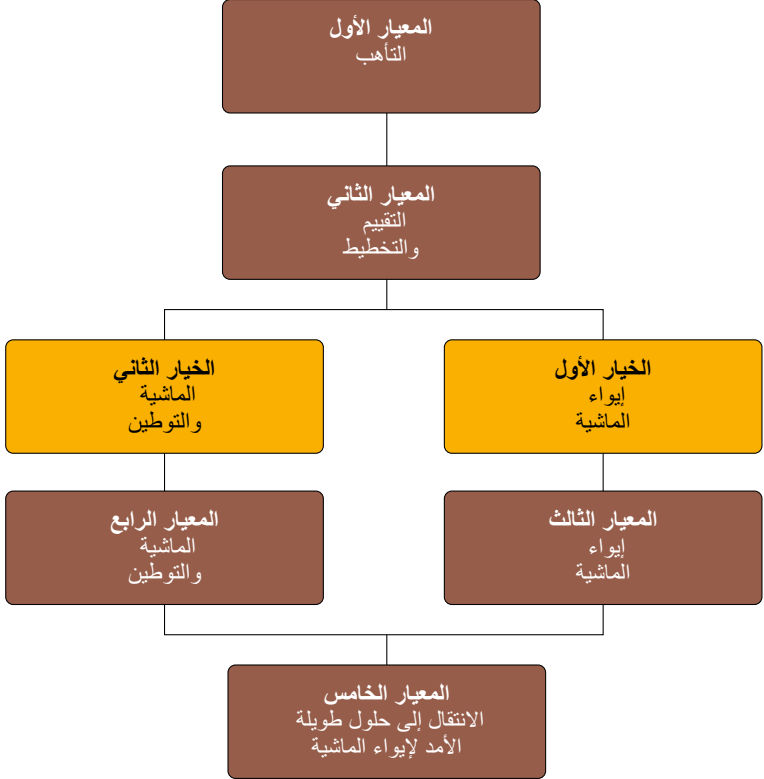 المعيار الأول
التأهب
المعيار الثاني
التقييم
والتخطيط
الخيار الأول
إيواء
الماشية
الخيار الثاني
الماشية
والتوطين
المعيار الثالث
إيواء
الماشية
المعيار الرابع
الماشية
والتوطين
المعيار الخامس
الانتقال إلى حلول طويلة
الأمد لإيواء الماشية